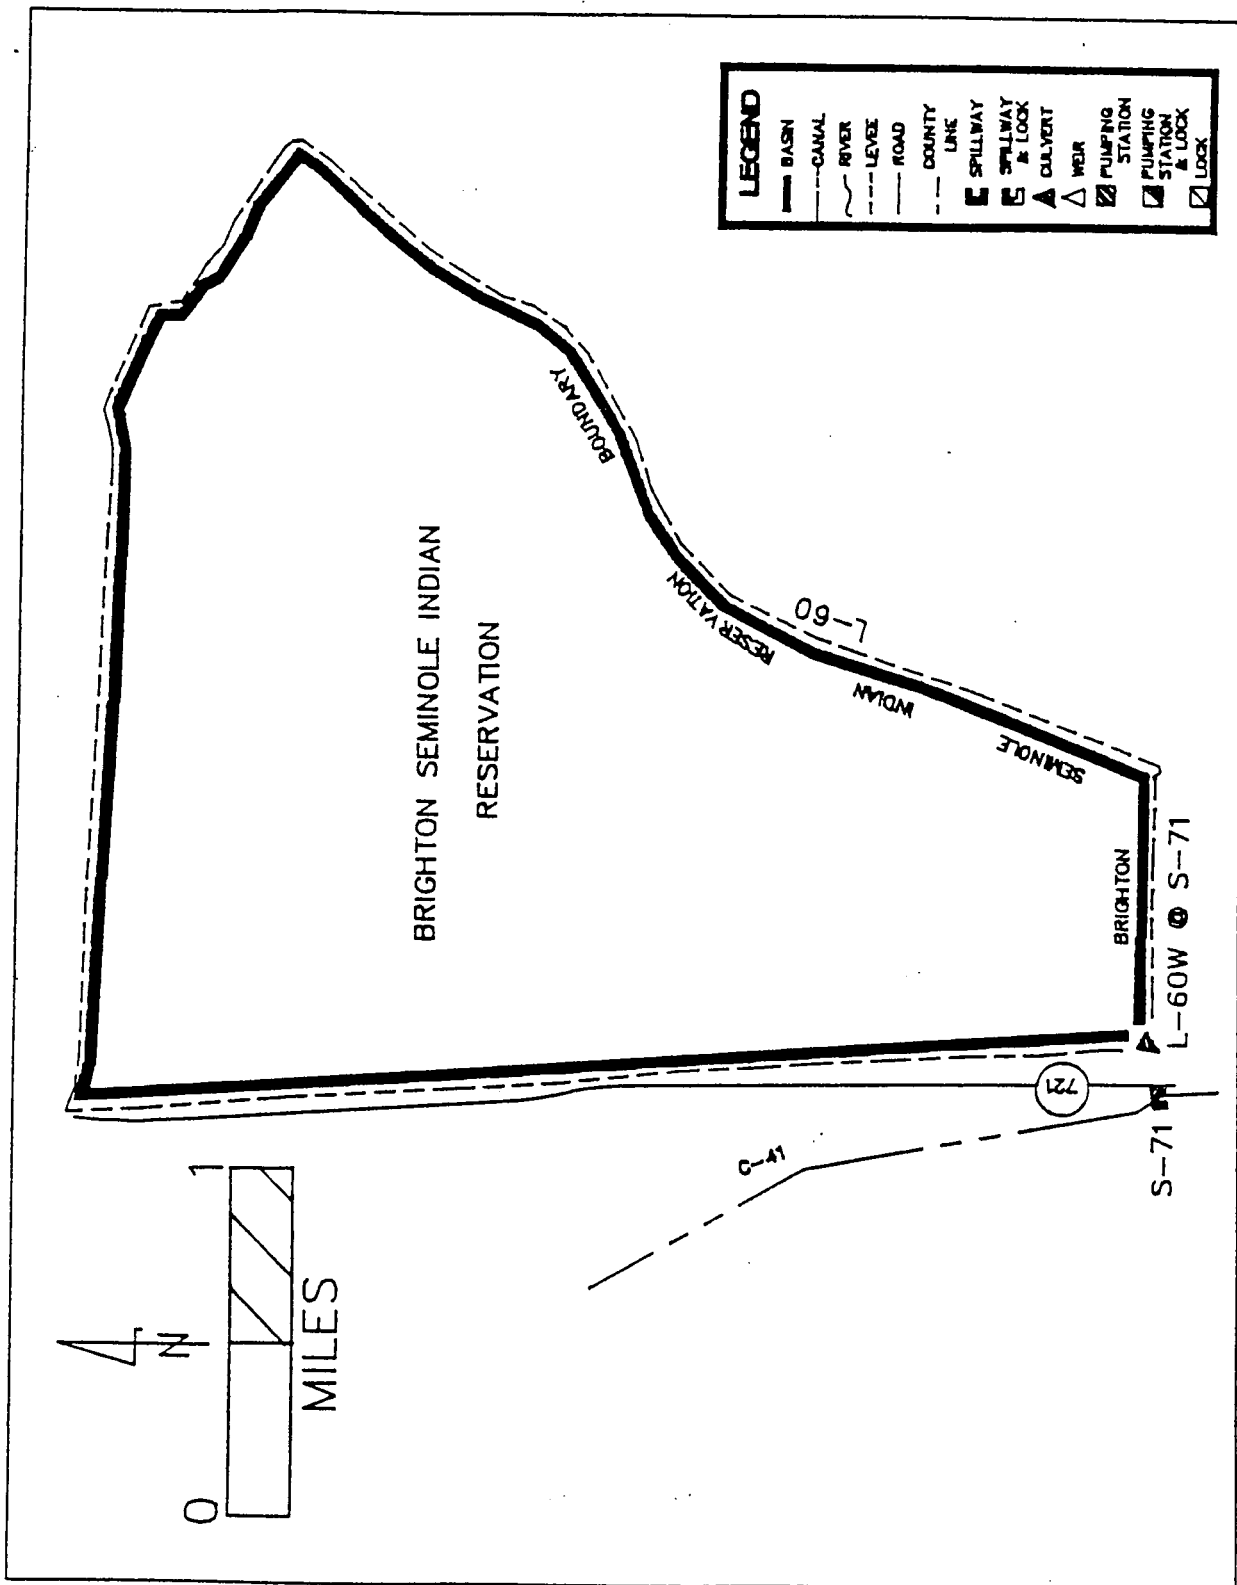 LEGEND
BASIN
CANAL
RIVER
LEVEE
ROAD
COUNTY
LINE
SPILLWAY
SPILLWAY
& LOCK
CULVERT
WEIR
PUMPING
STATION
PUMPING
STATION
& LOCK
LOCK
N
0 1
MILES
BRIGHTON SEMINOLE INDIAN
RESERVATION
BRIGHTON SEMINOLE INDIAN RESERVATION BOUNDARY
L-60
C-41
721
S-71
L-60W @ S-71